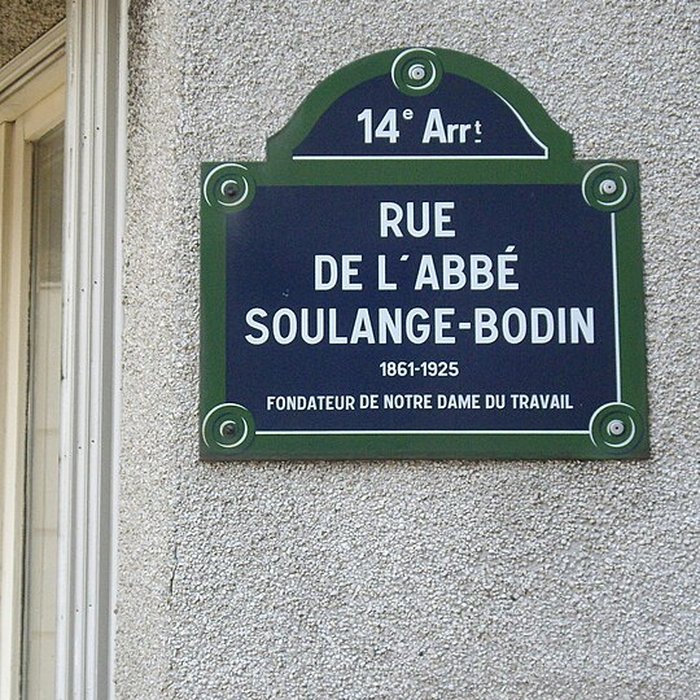 14e Arrt
RUE
DE L´ABBÉ
SOULANGE-BODIN
1861-1925
FONDATEUR DE NOTRE DAME DU TRAVAIL